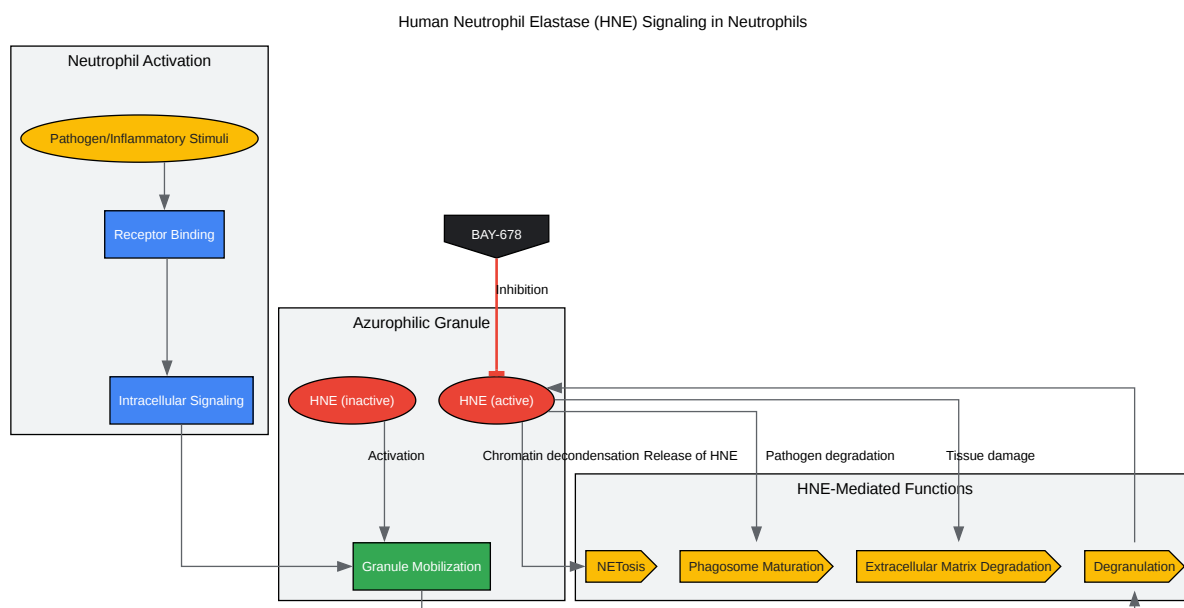 Human Neutrophil Elastase (HNE) Signaling in Neutrophils
Neutrophil Activation
Pathogen/Inflammatory Stimuli
Receptor Binding
BAY-678
Inhibition
Azurophilic Granule
Intracellular Signaling
HNE (inactive)
HNE (active)
Activation
Chromatin decondensation
Release of HNE
Pathogen degradation
Tissue damage
HNE-Mediated Functions
Granule Mobilization
NETosis
Phagosome Maturation
Extracellular Matrix Degradation
Degranulation